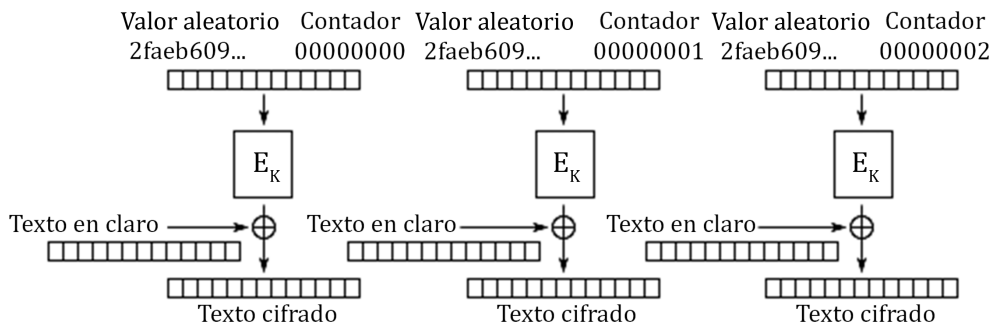 Valor aleatorio Contador Valor aleatorio Contador Valor aleatorio Contador
2faeb609... 00000000 2faeb609... 00000001 2faeb609... 00000002
E_K E_K E_K
Texto en claro Texto en claro Texto en claro
Texto cifrado Texto cifrado Texto cifrado